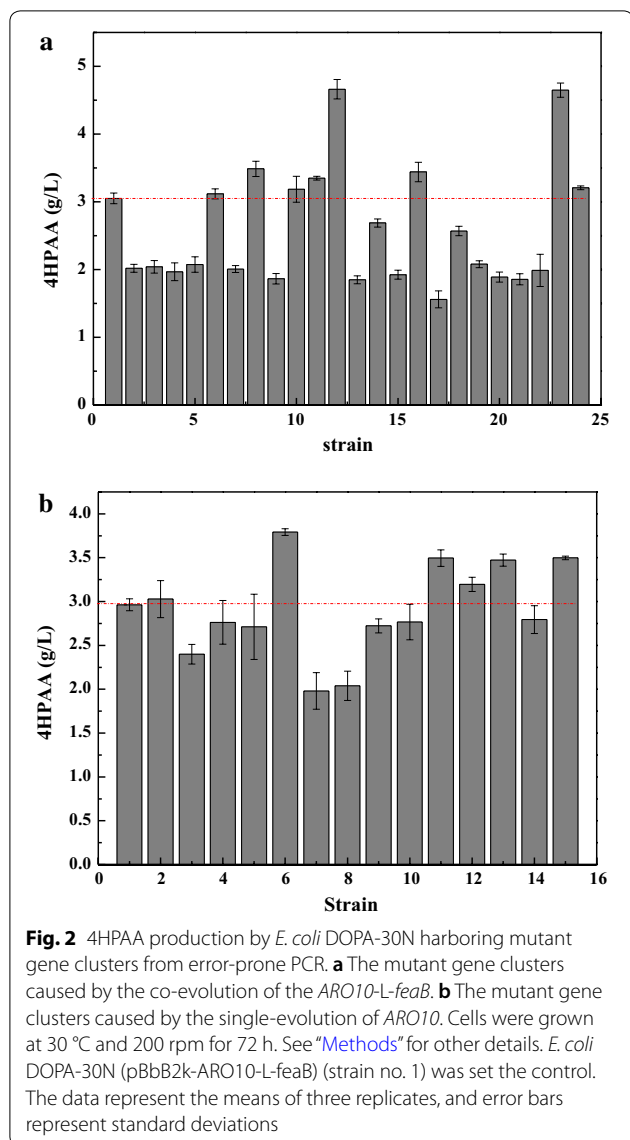 a
5
4
3
2
1
0
4HPAA (g/L)
0 5 10 15 20 25
strain
b
4.0
3.5
3.0
2.5
2.0
1.5
1.0
0.5
0.0
4HPAA (g/L)
0 2 4 6 8 10 12 14 16
Strain
Fig. 2 4HPAA production by E. coli DOPA-30N harboring mutant
gene clusters from error-prone PCR. a The mutant gene clusters
caused by the co-evolution of the ARO10-L-feaB. b The mutant gene
clusters caused by the single-evolution of ARO10. Cells were grown
at 30 °C and 200 rpm for 72 h. See “Methods” for other details. E. coli
DOPA-30N (pBbB2k-ARO10-L-feaB) (strain no. 1) was set the control.
The data represent the means of three replicates, and error bars
represent standard deviations